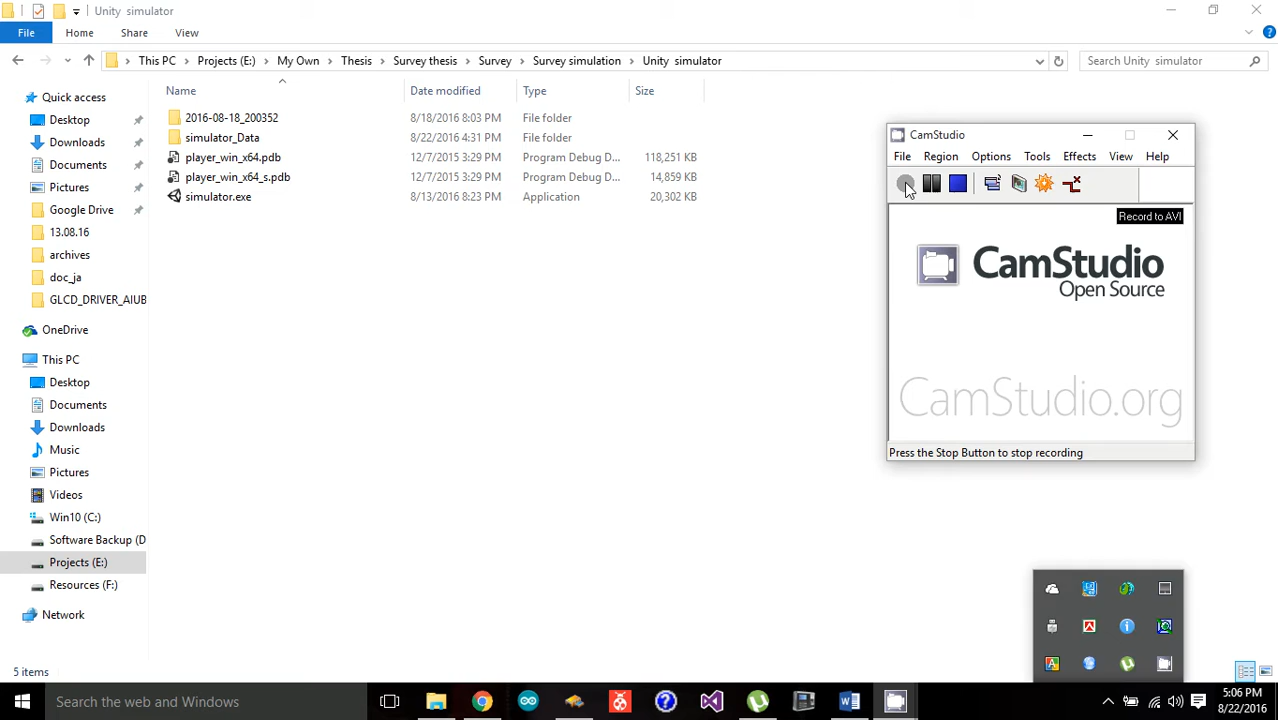 Unity simulator
File
Home
Share
View
This PC
Projects (E:)
My Own
Thesis
Survey thesis
Survey
Survey simulation
Unity simulator
Search Unity simulator
Name
Date modified
Type
Size
Quick access
Desktop
Downloads
Documents
Pictures
Google Drive
13.08.16
archives
doc_ja
GLCD_DRIVER_AIUB
OneDrive
This PC
Desktop
Documents
Downloads
Music
Pictures
Videos
Win10 (C:)
Software Backup (D
Projects (E:)
Resources (F:)
Network
2016-08-18_200352 8/18/2016 8:03 PM File folder
simulator_Data 8/22/2016 4:31 PM File folder
player_win_x64.pdb 12/7/2015 3:29 PM Program Debug D... 118,251 KB
player_win_x64_s.pdb 12/7/2015 3:29 PM Program Debug D... 14,859 KB
simulator.exe 8/13/2016 8:23 PM Application 20,302 KB
CamStudio
File Region Options Tools Effects View Help
Record to AVI
CamStudio
Open Source
CamStudio.org
Press the Stop Button to stop recording
5 items
Search the web and Windows
5:06 PM
8/22/2016